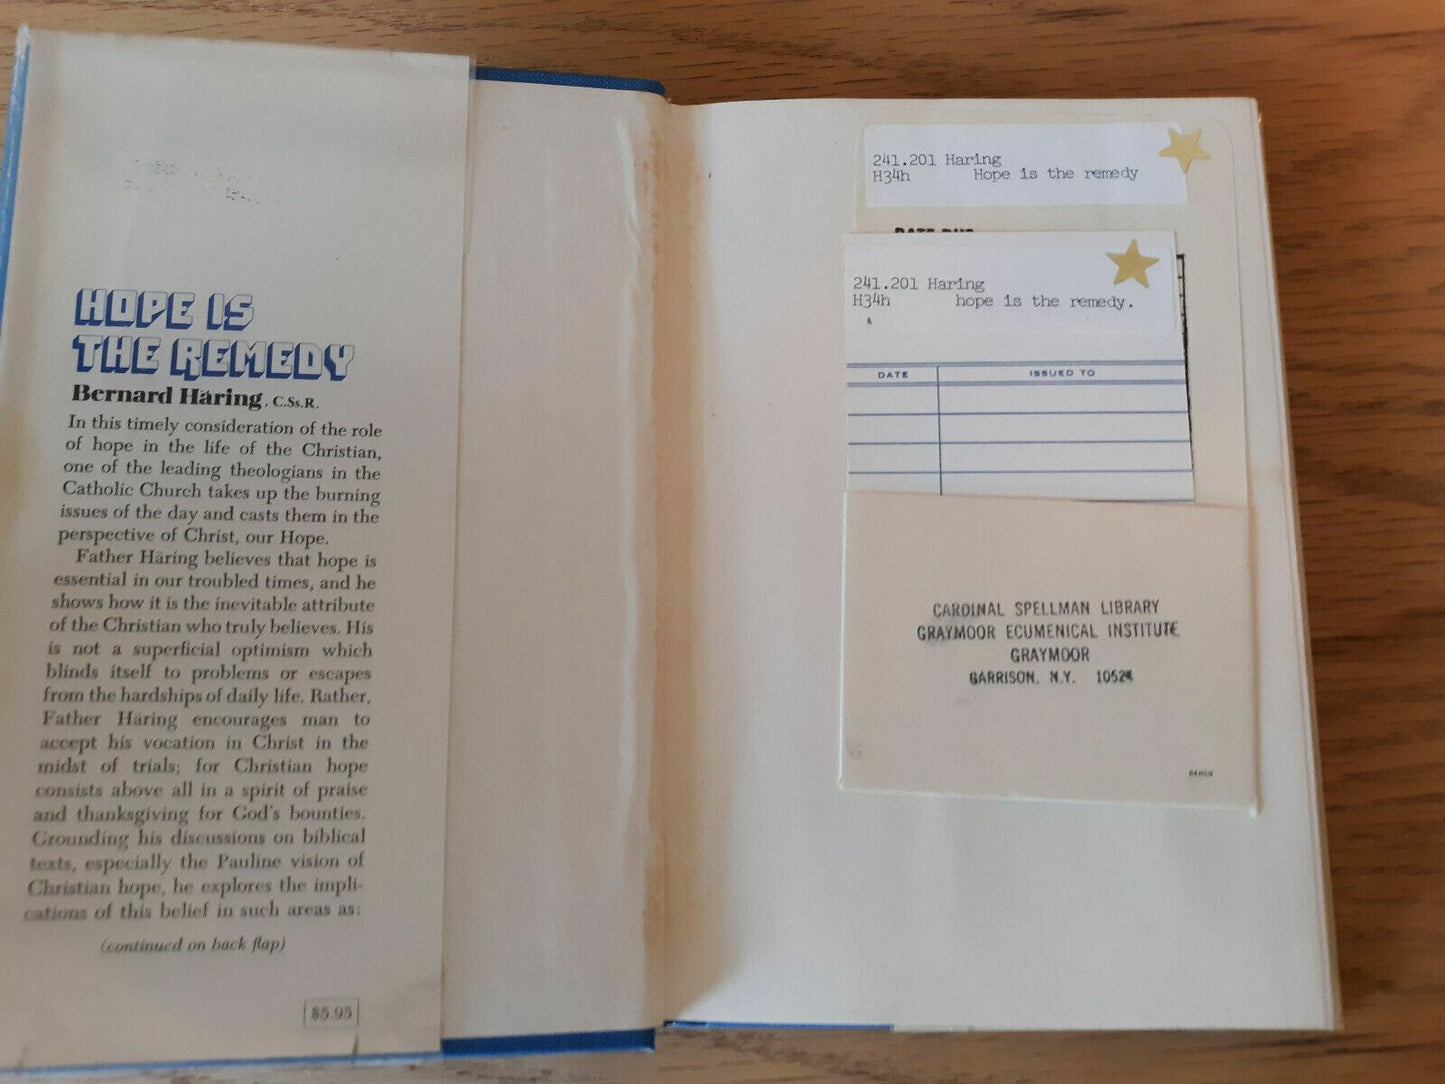 HOPE IS
THE REMEDY
Bernard Häring, C.Ss.R.
In this timely consideration of the role
of hope in the life of the Christian,
one of the leading theologians in the
Catholic Church takes up the burning
issues of the day and casts them in the
perspective of Christ, our Hope.
Father Häring believes that hope is
essential in our troubled times, and he
shows how it is the inevitable attribute
of the Christian who truly believes. His
is not a superficial optimism which
blinds itself to problems or escapes
from the hardships of daily life. Rather,
Father Häring encourages man to
accept his vocation in Christ in the
midst of trials; for Christian hope
consists above all in a spirit of praise
and thanksgiving for God's bounties.
Grounding his discussions on biblical
texts, especially the Pauline vision of
Christian hope, he explores the impli-
cations of this belief in such areas as:
(continued on back flap)
$5.95
241.201 Haring
H34h Hope is the remedy
DATE DUE
241.201 Haring
H34h hope is the remedy.
DATE ISSUED TO
CARDINAL SPELLMAN LIBRARY
GRAYMOOR ECUMENICAL INSTITUTE
GRAYMOOR
GARRISON, N.Y. 10524